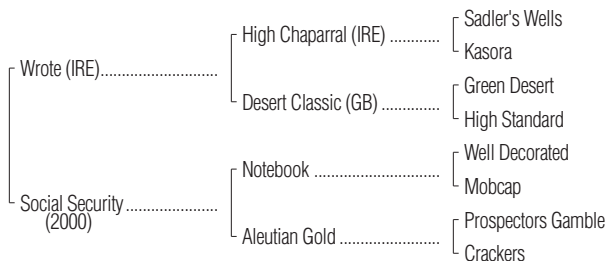 Sadler's Wells
High Chaparral (IRE) ...........
Kasora
Wrote (IRE)..........................
Green Desert
Desert Classic (GB) .............
High Standard
Well Decorated
Notebook ............................
Mobcap
Social Security .....................
(2000)
Prospectors Gamble
Aleutian Gold ......................
Crackers